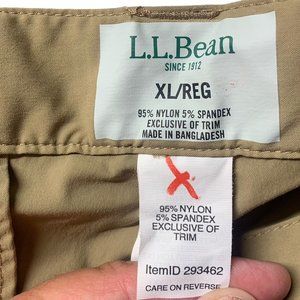 L.L.Bean
SINCE 1912
XL/REG
95% NYLON 5% SPANDEX
EXCLUSIVE OF TRIM
MADE IN BANGLADESH
95% NYLON
5% SPANDEX
EXCLUSIVE OF
TRIM
ItemID 293462
CARE ON REVERSE